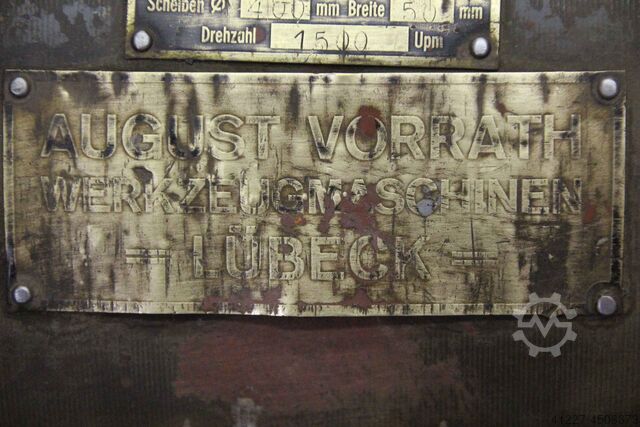 Scheiben Ø 400 mm Breite 50 mm
Drehzahl 1500 Upm
AUGUST VORRATH
WERKZEUGMASCHINEN
= LÜBECK =